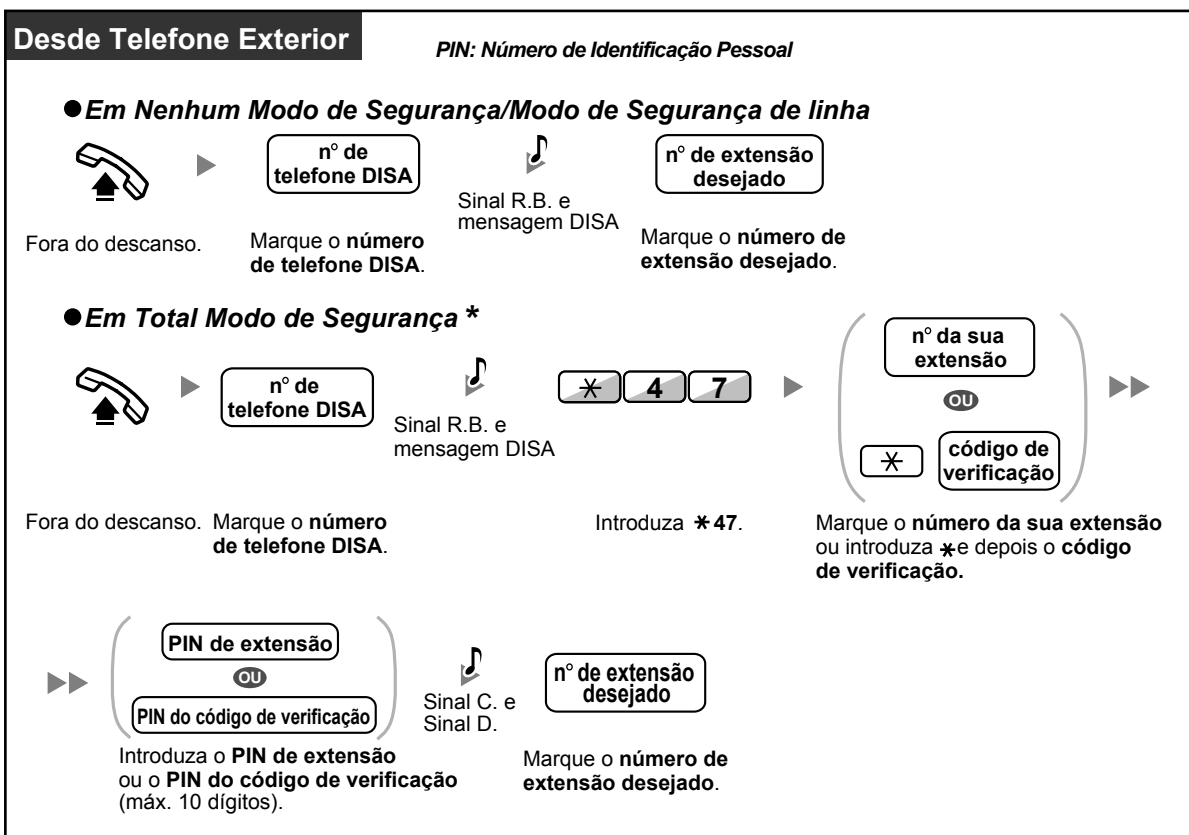 Desde Telefone Exterior
PIN: Número de Identificação Pessoal
●Em Nenhum Modo de Segurança/Modo de Segurança de linha
n° de
telefone DISA
Sinal R.B. e
mensagem DISA
n° de extensão
desejado
Fora do descanso.
Marque o número
de telefone DISA.
Marque o número de
extensão desejado.
●Em Total Modo de Segurança *
n° de
telefone DISA
Sinal R.B. e
mensagem DISA
* 4 7
n° da sua
extensão
OU
* código de
verificação
Fora do descanso.
Marque o número
de telefone DISA.
Introduza *47.
Marque o número da sua extensão
ou introduza * e depois o código
de verificação.
PIN de extensão
OU
PIN do código de verificação
Sinal C. e
Sinal D.
n° de extensão
desejado
Introduza o PIN de extensão
ou o PIN do código de verificação
(máx. 10 dígitos).
Marque o número de
extensão desejado.